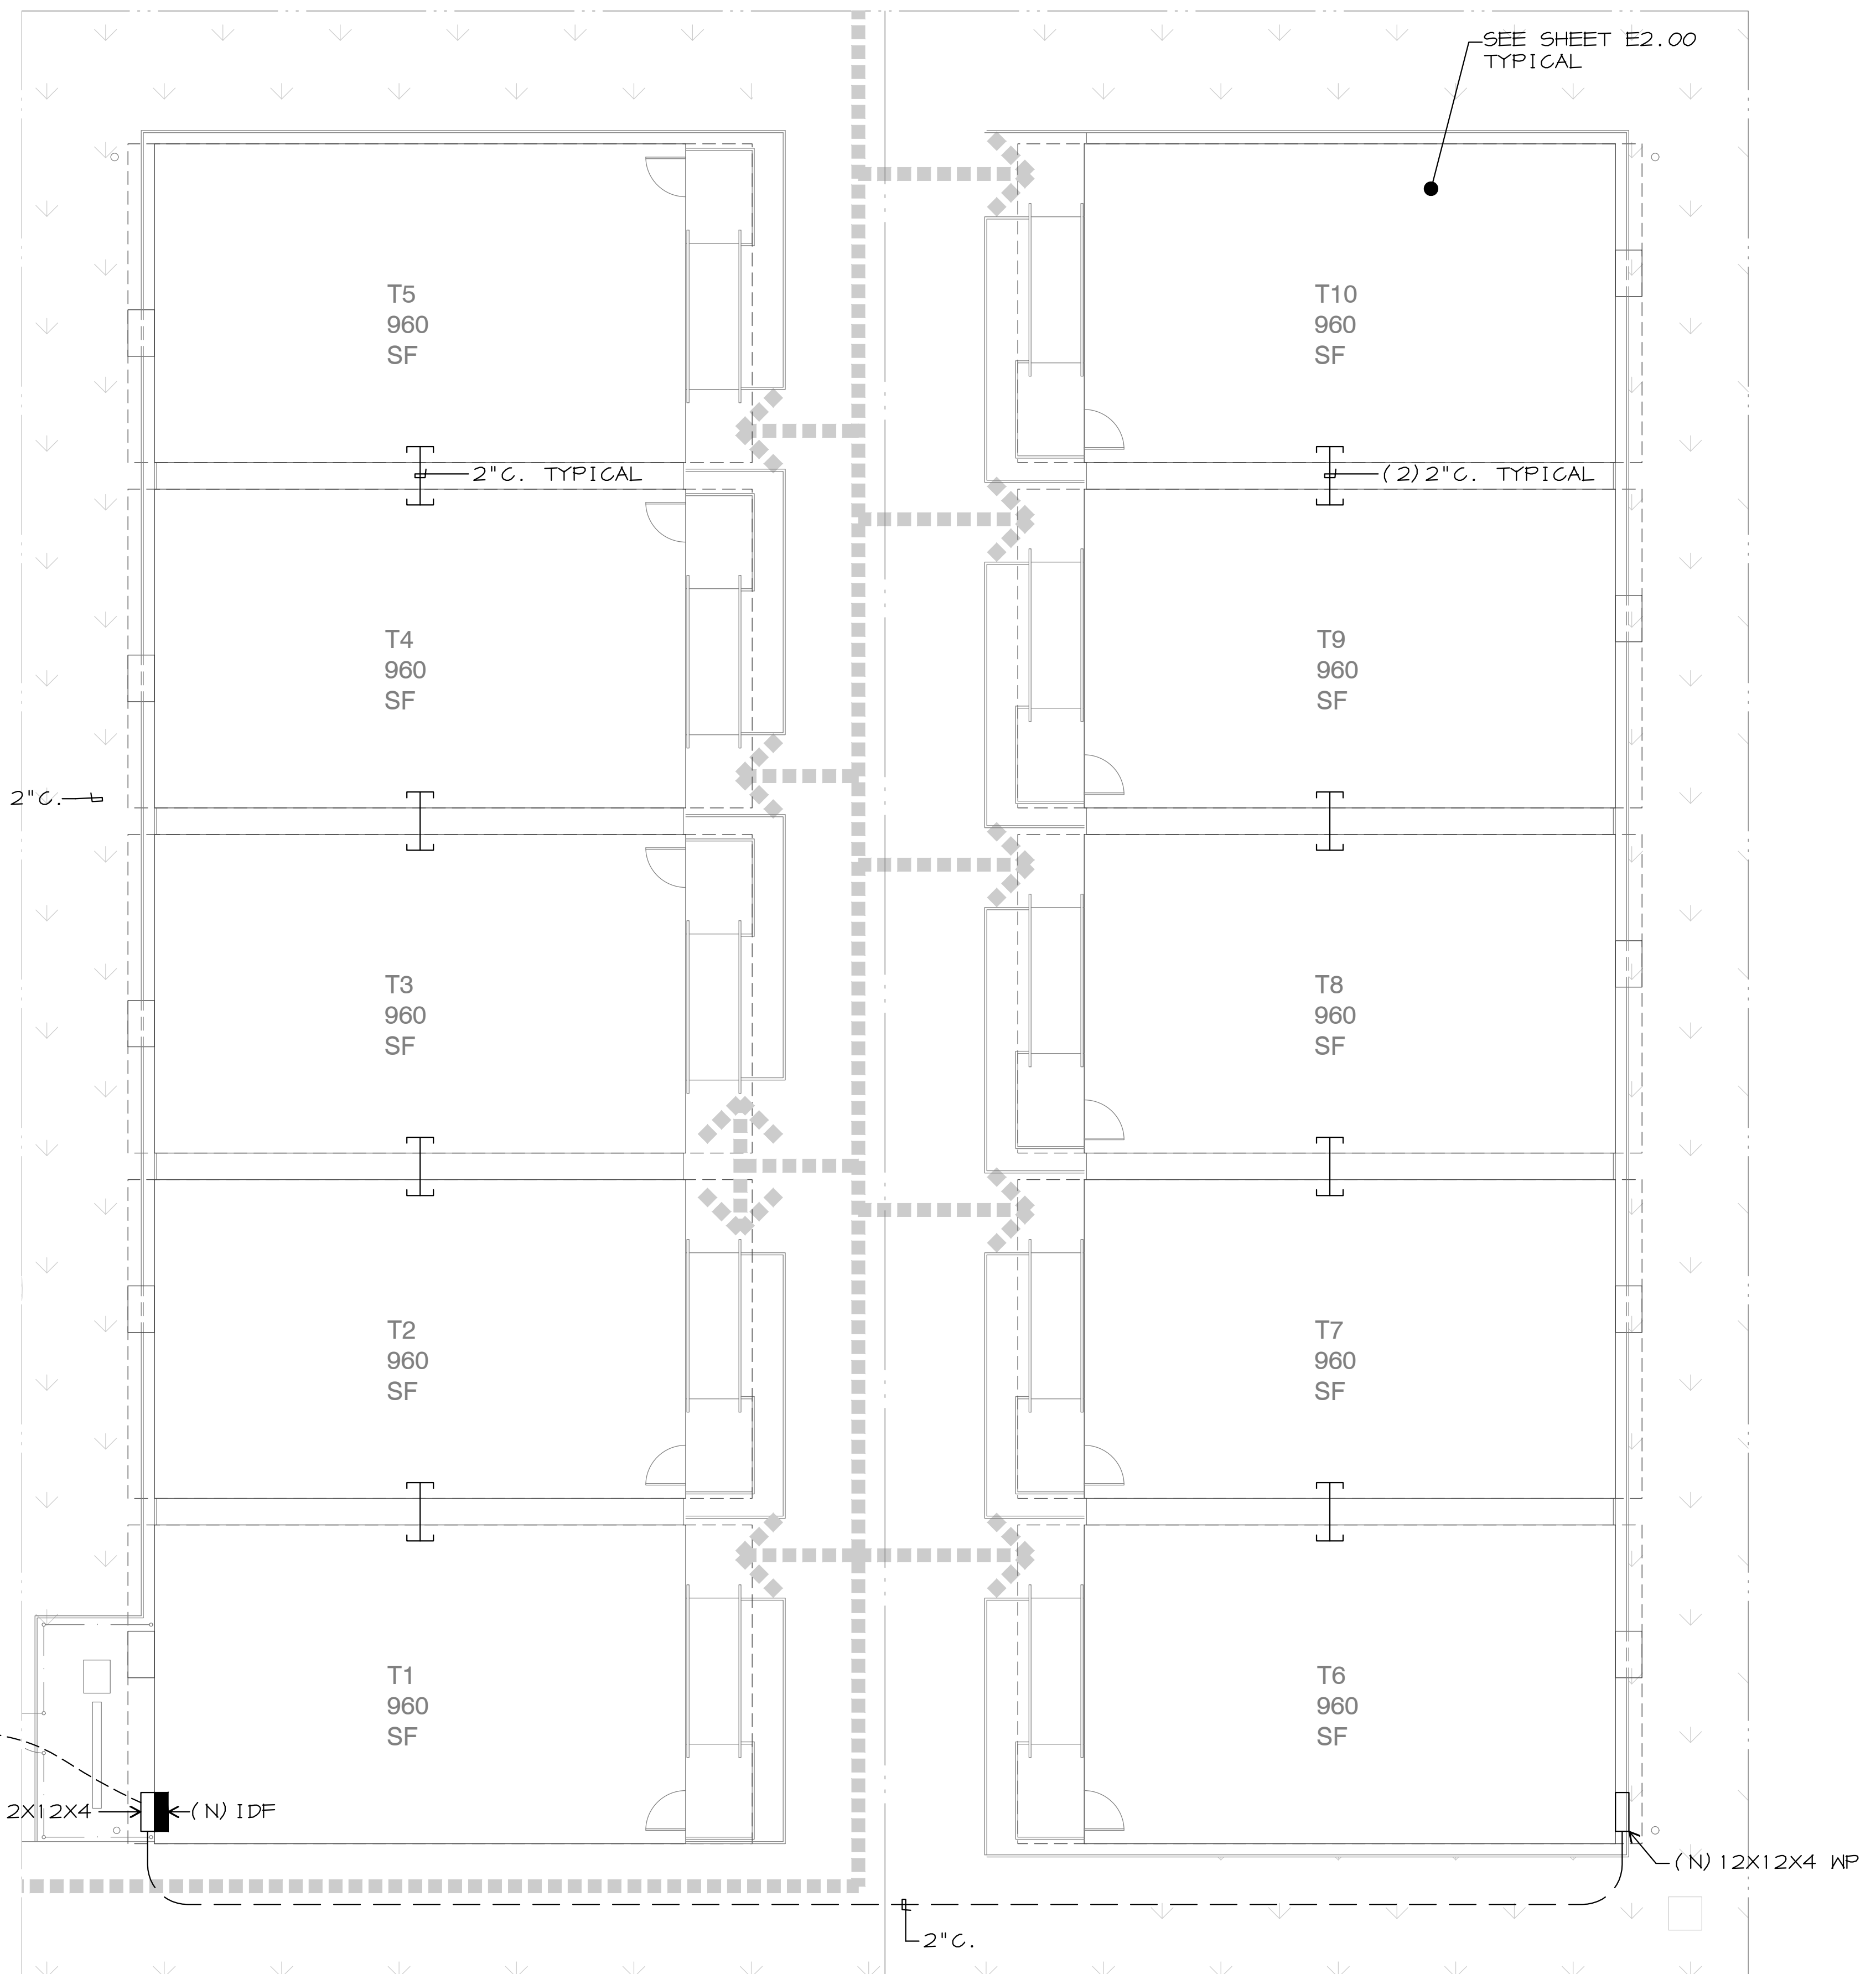 SEE SHEET E2.00
TYPICAL
T5
960
SF
T10
960
SF
2"C. TYPICAL
(2)2"C. TYPICAL
T4
960
SF
T9
960
SF
2"C.
T3
960
SF
T8
960
SF
T2
960
SF
T7
960
SF
T1
960
SF
T6
960
SF
2X12X4
(N)IDF
(N)12X12X4 WP
2"C.